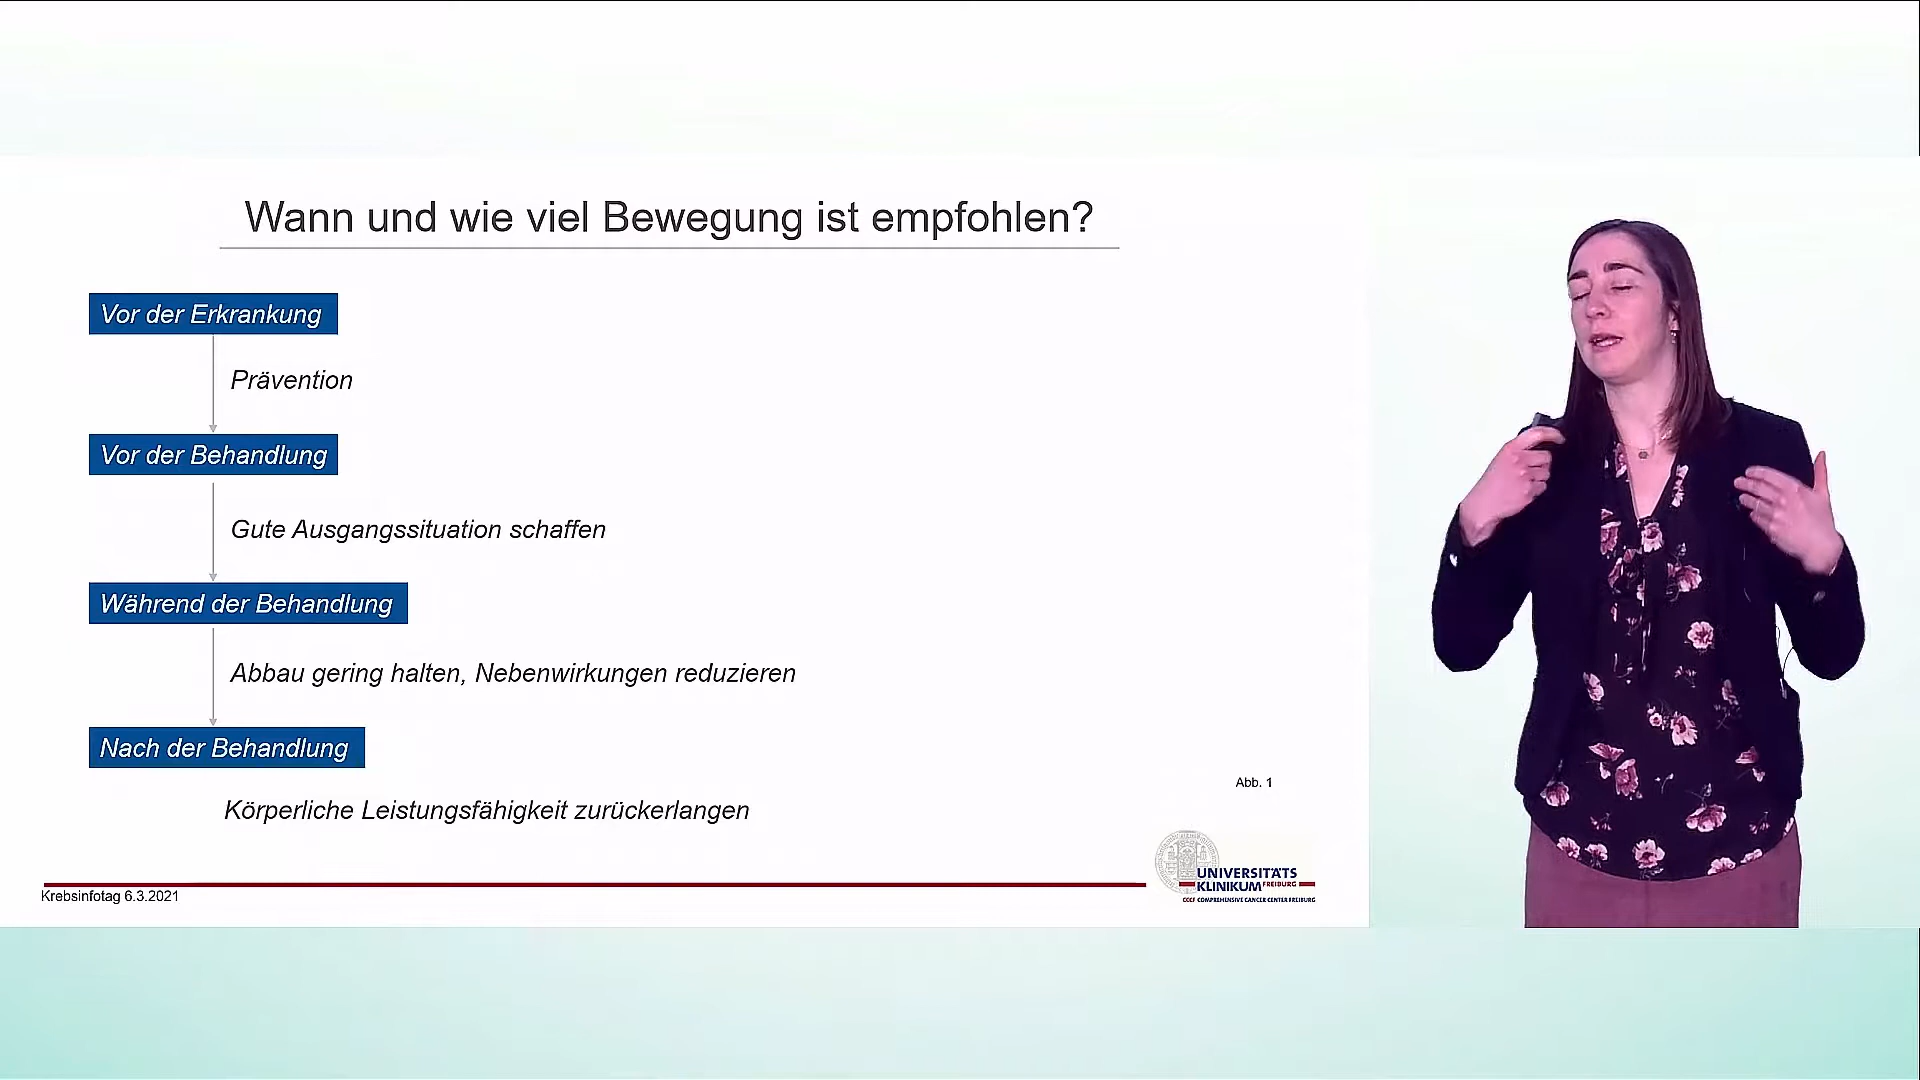 Wann und wie viel Bewegung ist empfohlen?
Vor der Erkrankung
Prävention
Vor der Behandlung
Gute Ausgangssituation schaffen
Während der Behandlung
Abbau gering halten, Nebenwirkungen reduzieren
Nach der Behandlung
Körperliche Leistungsfähigkeit zurückerlangen
Abb. 1
UNIVERSITÄTS
KLINIKUM FREIBURG
CCCF COMPREHENSIVE CANCER CENTER FREIBURG
Krebsinfotag 6.3.2021